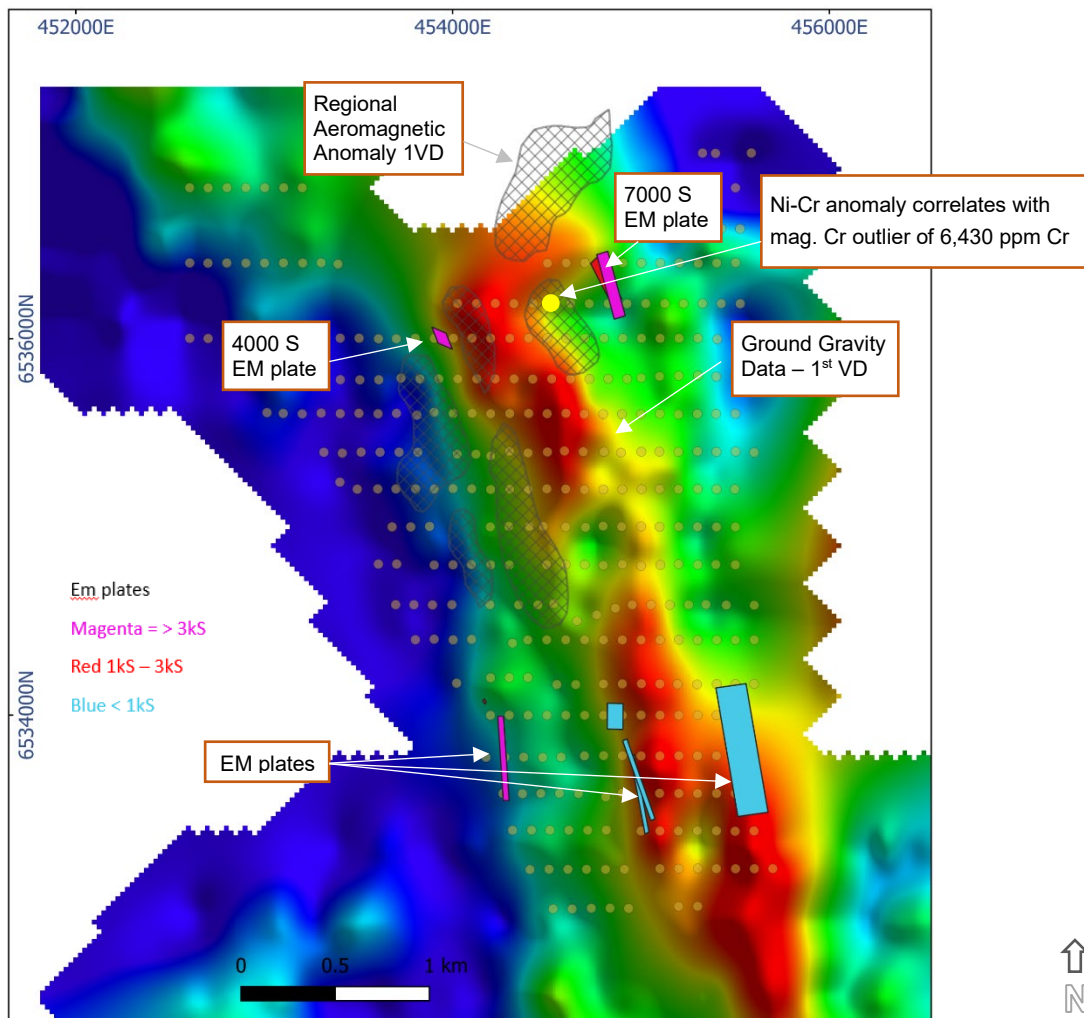 452000E
454000E
456000E
Regional
Aeromagnetic
Anomaly 1VD
7000 S
EM plate
Ni-Cr anomaly correlates with
mag. Cr outlier of 6,430 ppm Cr
6536000N
4000 S
EM plate
Ground Gravity
Data – 1st VD
Em plates
Magenta = > 3kS
Red 1kS – 3kS
Blue < 1kS
6534000N
EM plates
0
0.5
1 km
N